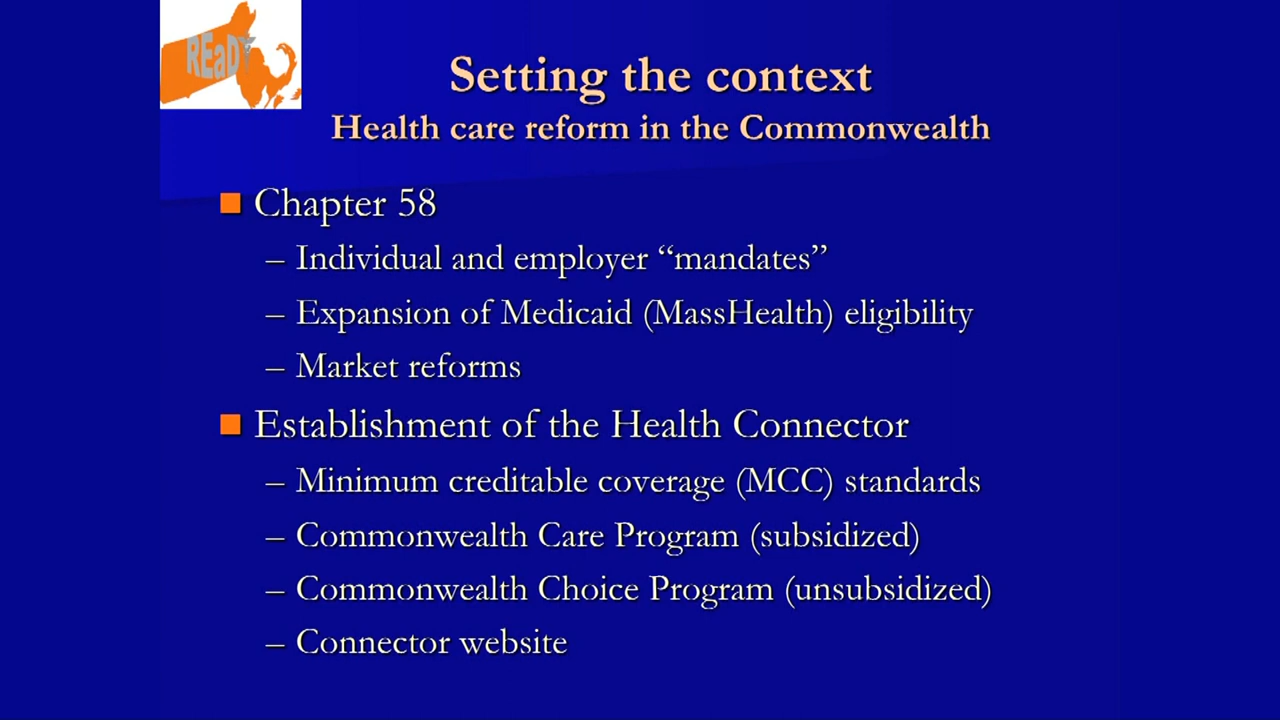 REaDY
Setting the context
Health care reform in the Commonwealth
Chapter 58
– Individual and employer “mandates”
– Expansion of Medicaid (MassHealth) eligibility
– Market reforms
Establishment of the Health Connector
– Minimum creditable coverage (MCC) standards
– Commonwealth Care Program (subsidized)
– Commonwealth Choice Program (unsubsidized)
– Connector website